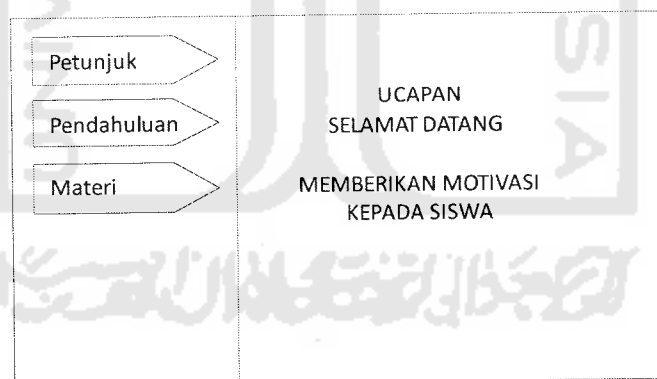 Petunjuk
Pendahuluan
Materi
UCAPAN
SELAMAT DATANG
MEMBERIKAN MOTIVASI
KEPADA SISWA